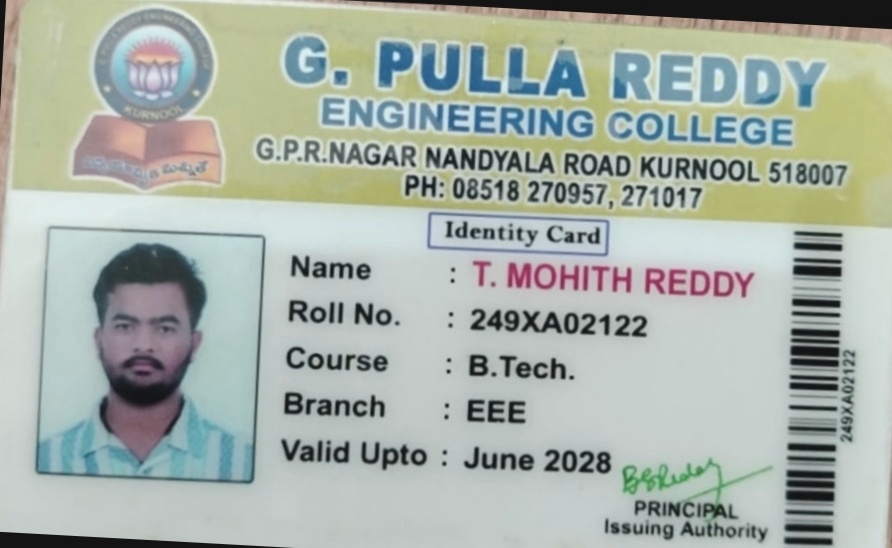 G. PULLA REDDY
ENGINEERING COLLEGE
G.P.R.NAGAR NANDYALA ROAD KURNOOL 518007
PH: 08518 270957, 271017
KURNOOL
Identity Card
Name : T. MOHITH REDDY
Roll No. : 249XA02122
Course : B.Tech.
Branch : EEE
Valid Upto : June 2028
PRINCIPAL
Issuing Authority
249XA02122